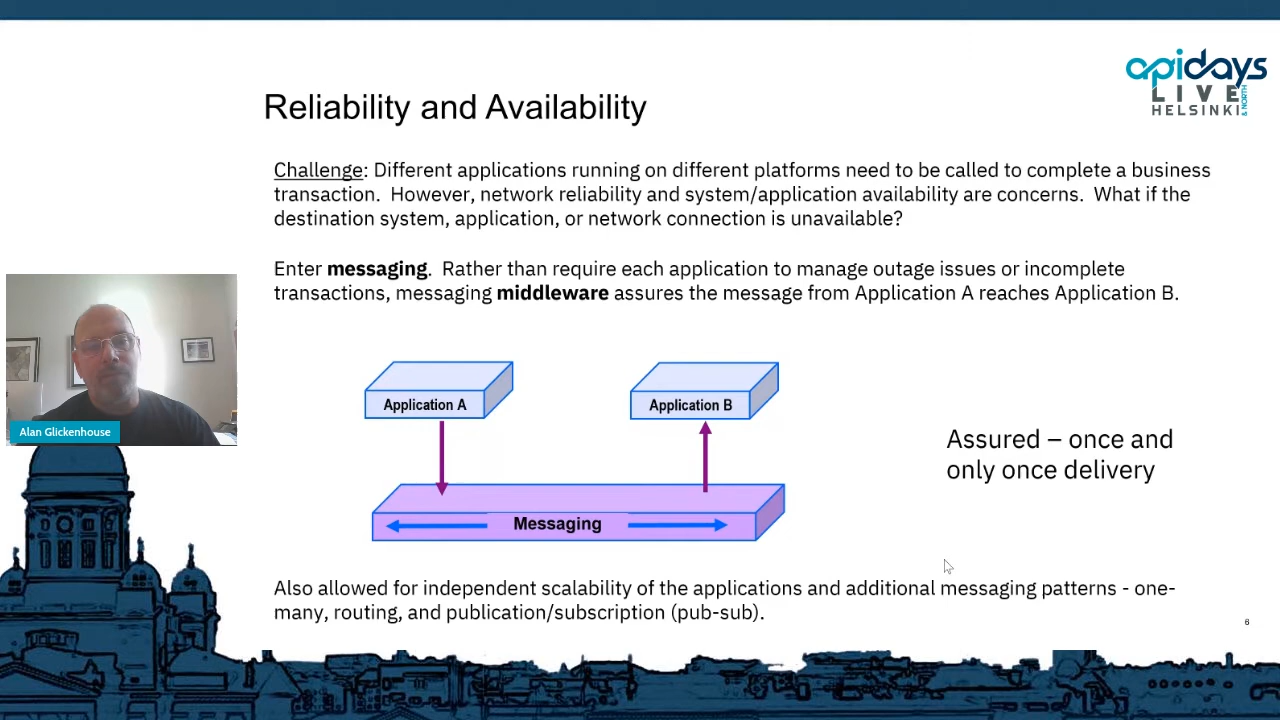 apidays
LIVE
HELSINKI
& NORTH
Reliability and Availability
Challenge: Different applications running on different platforms need to be called to complete a business
transaction.  However, network reliability and system/application availability are concerns.  What if the
destination system, application, or network connection is unavailable?
Enter messaging.  Rather than require each application to manage outage issues or incomplete
transactions, messaging middleware assures the message from Application A reaches Application B.
Alan Glickenhouse
Application A
Application B
Messaging
Assured – once and
only once delivery
Also allowed for independent scalability of the applications and additional messaging patterns - one-
many, routing, and publication/subscription (pub-sub).
6